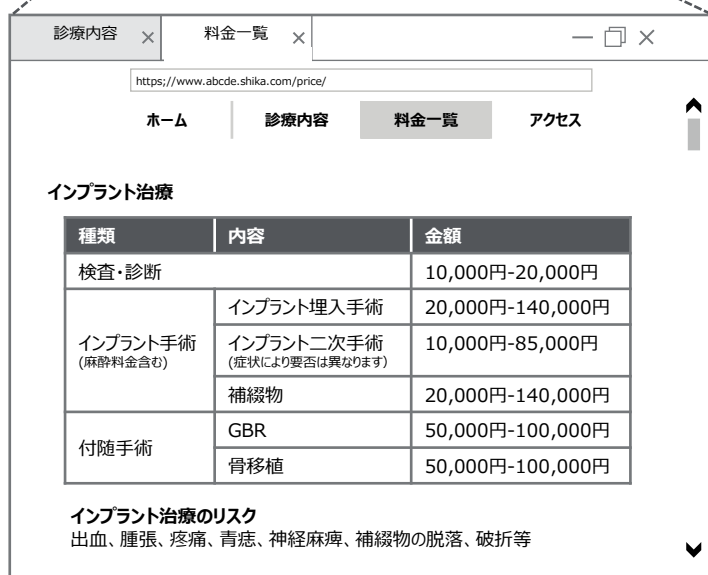 診療内容 × 料金一覧 ×
https;//www.abcde.shika.com/price/
ホーム 診療内容 料金一覧 アクセス
インプラント治療
種類 内容 金額
検査・診断 10,000円-20,000円
インプラント埋入手術 20,000円-140,000円
インプラント手術 インプラント二次手術 10,000円-85,000円
(麻酔料金含む) (症状により要否は異なります)
補綴物 20,000円-140,000円
付随手術 GBR 50,000円-100,000円
骨移植 50,000円-100,000円
インプラント治療のリスク
出血、腫張、疼痛、青痣、神経麻痺、補綴物の脱落、破折等